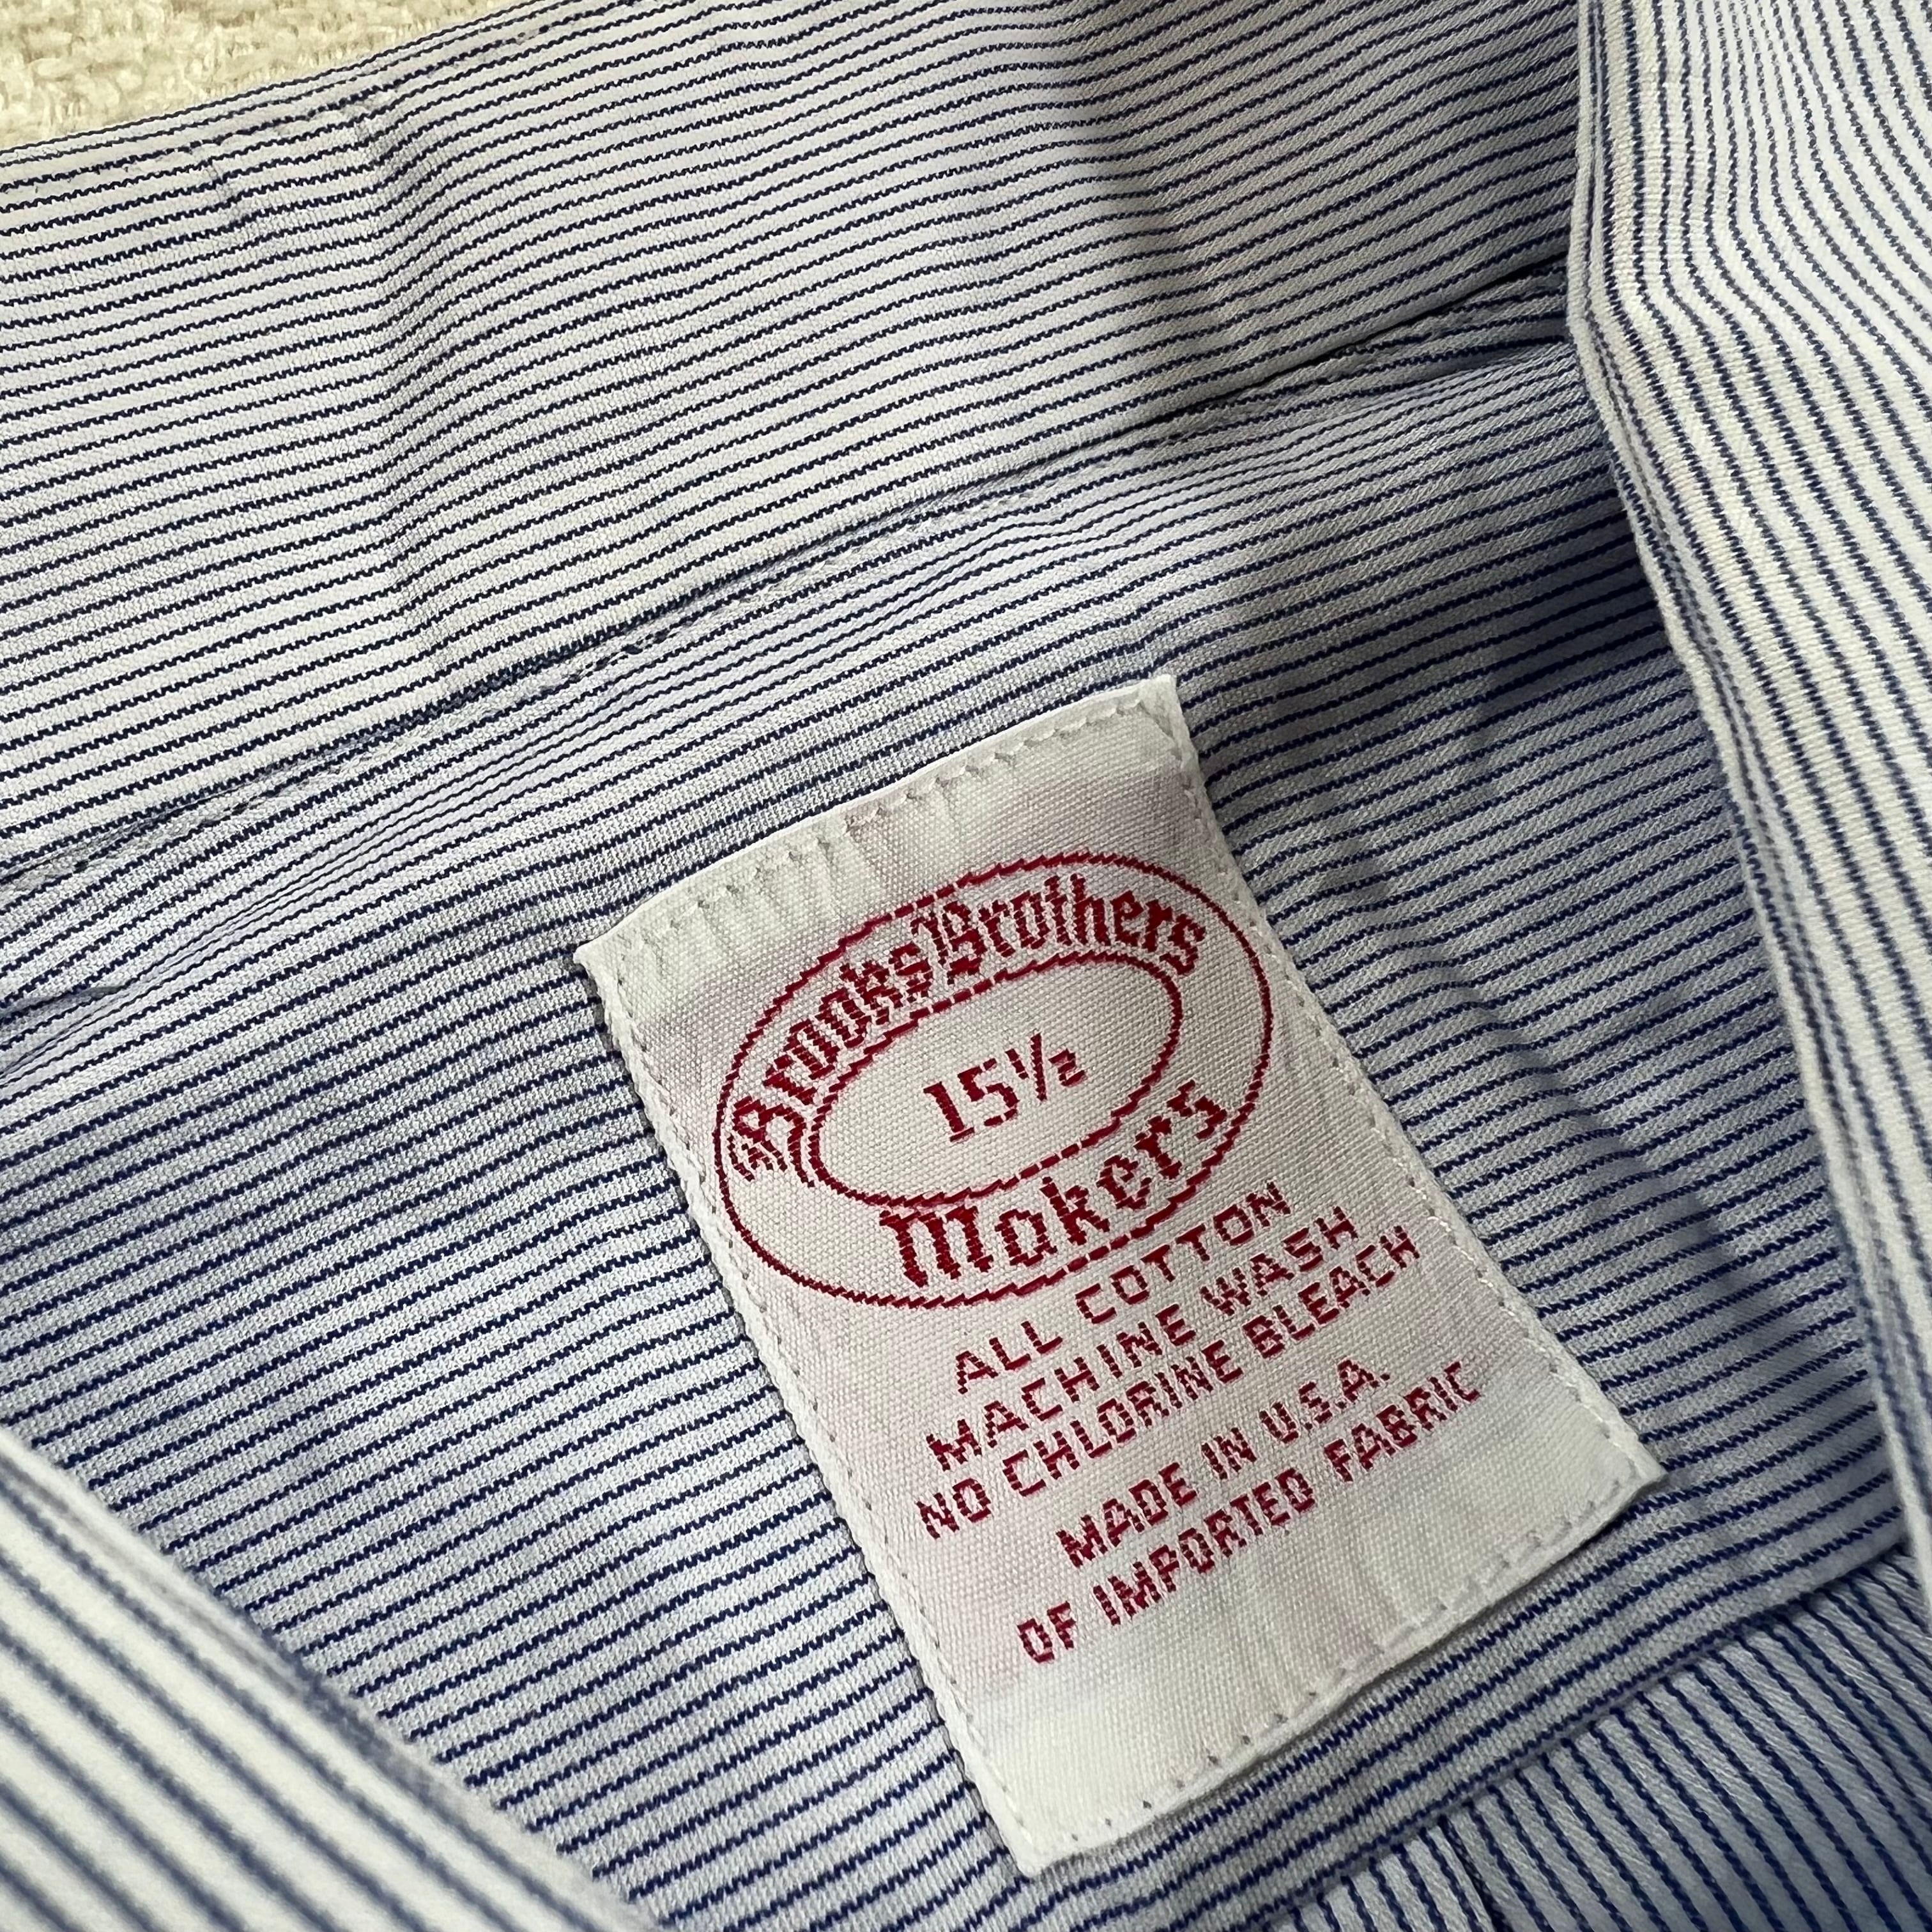 Brooks Brothers
15½
Makers
ALL COTTON
MACHINE WASH
NO CHLORINE BLEACH
MADE IN U.S.A.
OF IMPORTED FABRIC